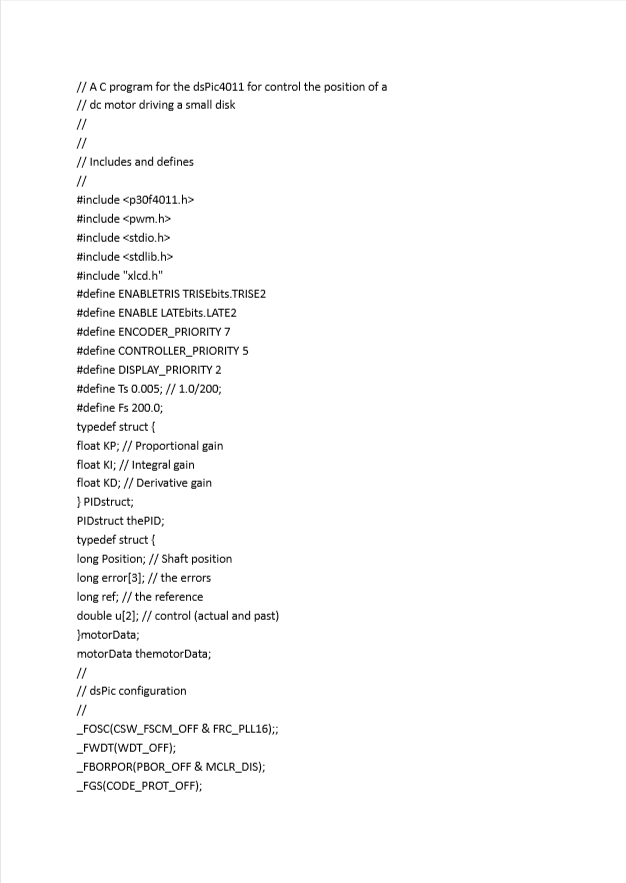 // A C program for the dsPic4011 for control the position of a
// dc motor driving a small disk
//
//
// Includes and defines
//
#include <p30f4011.h>
#include <pwm.h>
#include <stdio.h>
#include <stdlib.h>
#include "xlcd.h"
#define ENABLETRIS TRISEbits.TRISE2
#define ENABLE LATEbits.LATE2
#define ENCODER_PRIORITY 7
#define CONTROLLER_PRIORITY 5
#define DISPLAY_PRIORITY 2
#define Ts 0.005; // 1.0/200;
#define Fs 200.0;
typedef struct {
float KP; // Proportional gain
float KI; // Integral gain
float KD; // Derivative gain
} PIDstruct;
PIDstruct thePID;
typedef struct {
long Position; // Shaft position
long error[3]; // the errors
long ref; // the reference
double u[2]; // control (actual and past)
}motorData;
motorData themotorData;
//
// dsPic configuration
//
_FOSC(CSW_FSCM_OFF & FRC_PLL16);;
_FWDT(WDT_OFF);
_FBORPOR(PBOR_OFF & MCLR_DIS);
_FGS(CODE_PROT_OFF);